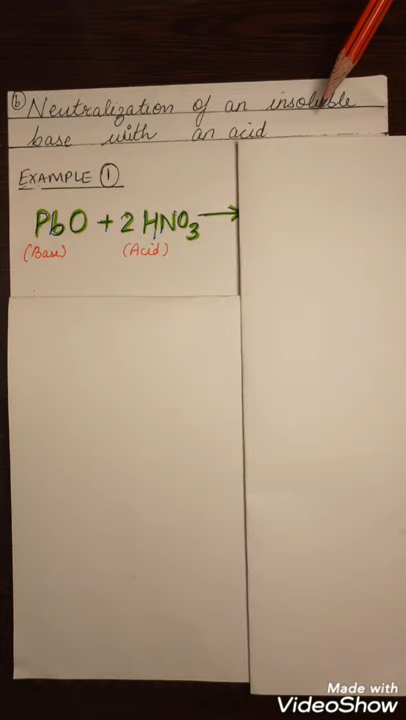 (b) Neutralization of an insoluble
base with an acid
EXAMPLE (1)
PbO + 2 HNO₃ →
(Base) (Acid)
Made with
VideoShow